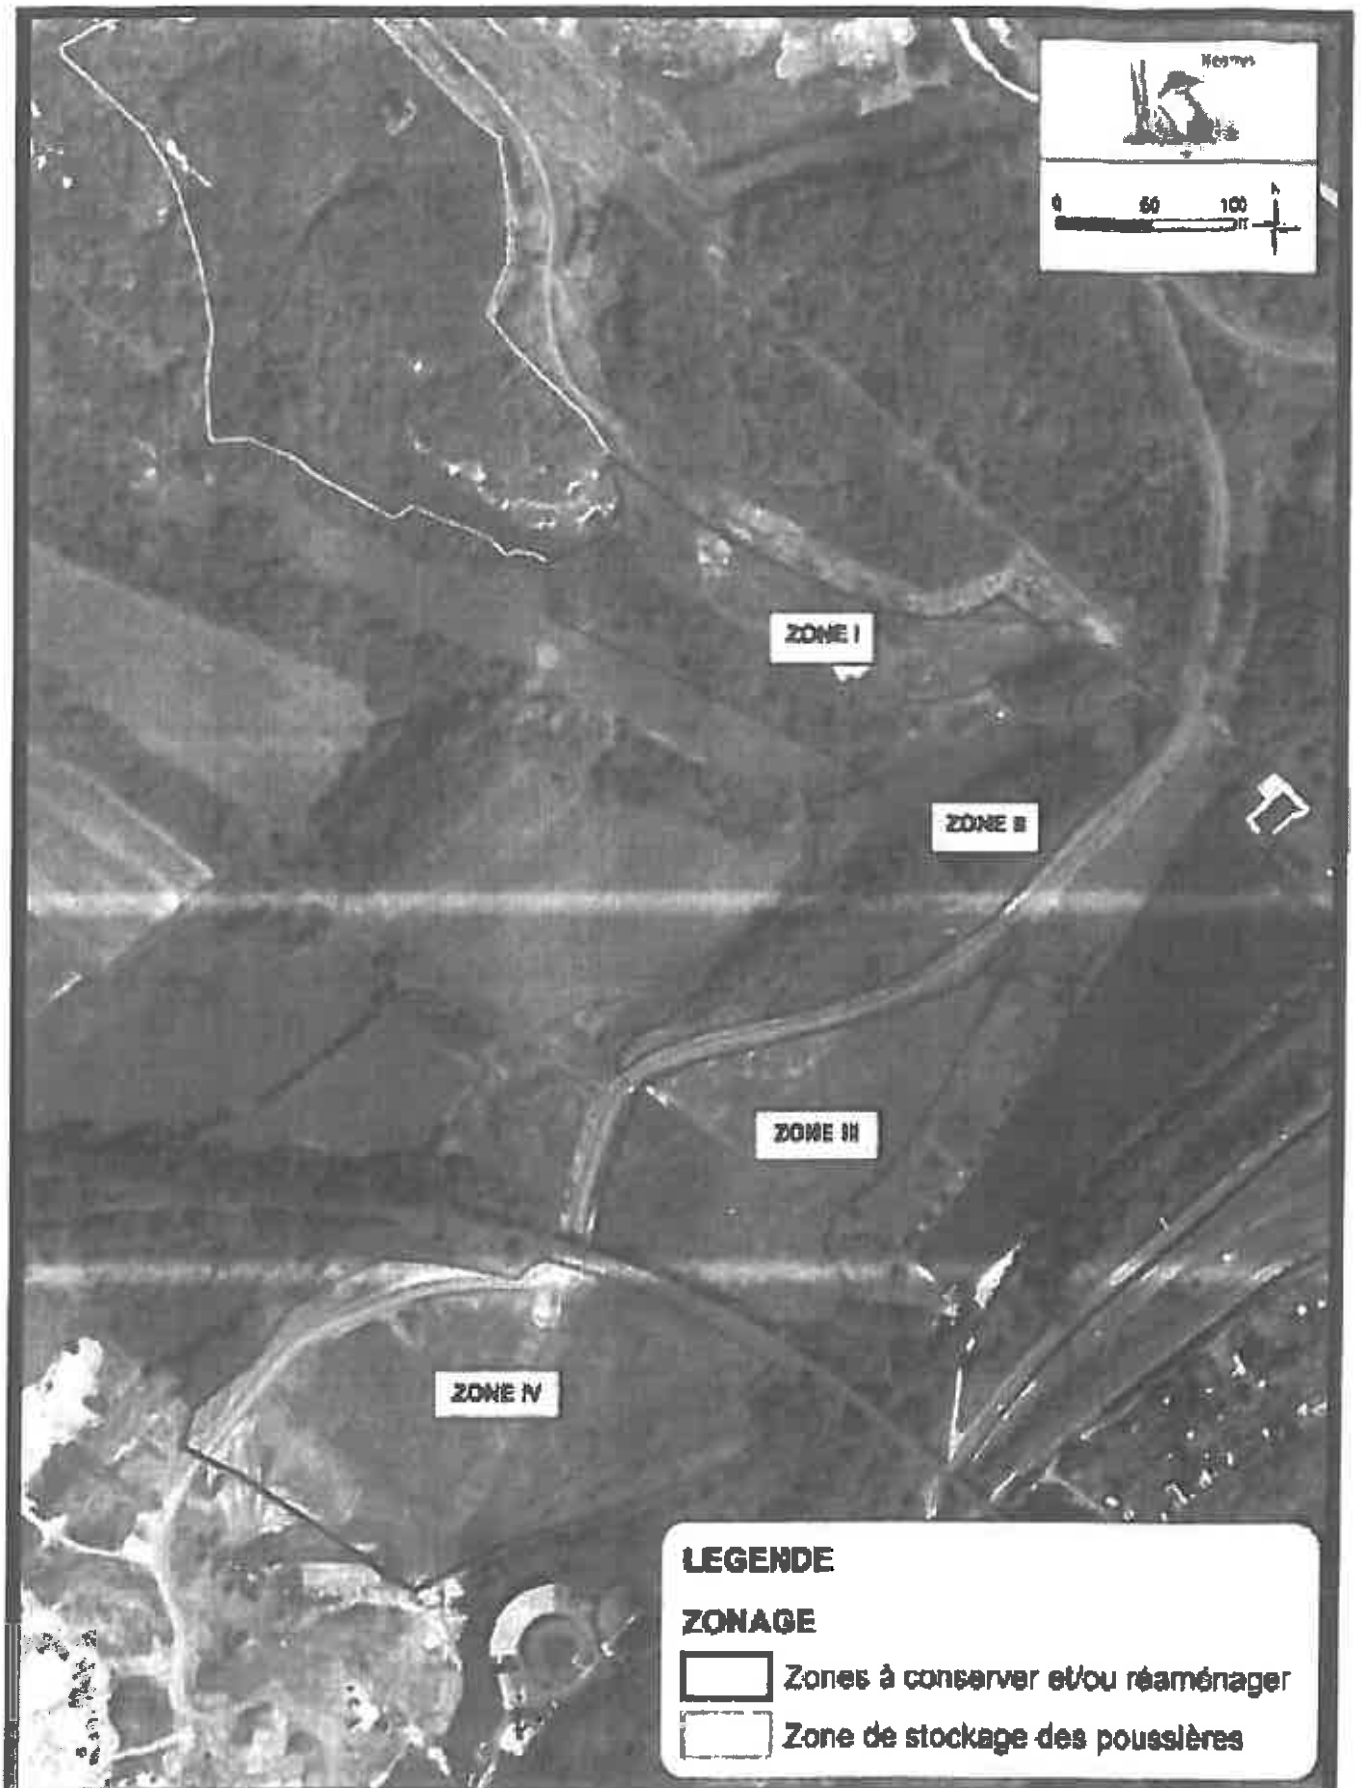 0 50 100
m
ZONE I
ZONE II
ZONE III
ZONE IV
LEGENDE
ZONAGE
Zones à conserver et/ou réaménager
Zone de stockage des poussières